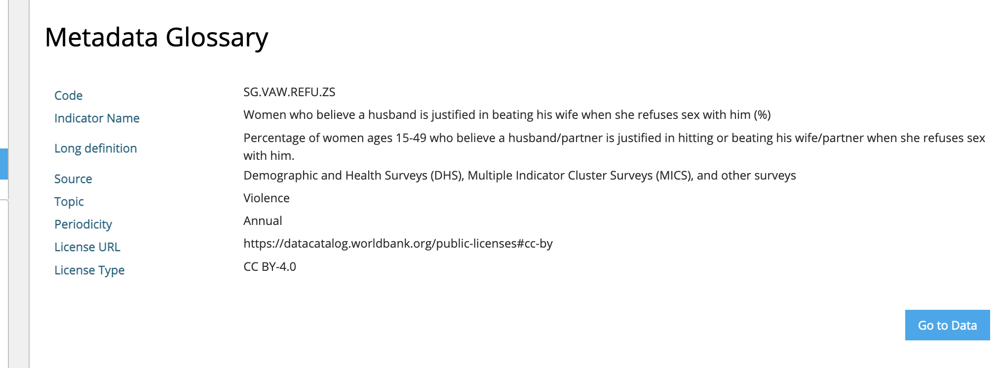 Metadata Glossary
Code SG.VAW.REFU.ZS
Indicator Name Women who believe a husband is justified in beating his wife when she refuses sex with him (%)
Long definition Percentage of women ages 15-49 who believe a husband/partner is justified in hitting or beating his wife/partner when she refuses sex
with him.
Source Demographic and Health Surveys (DHS), Multiple Indicator Cluster Surveys (MICS), and other surveys
Topic Violence
Periodicity Annual
License URL https://datacatalog.worldbank.org/public-licenses#cc-by
License Type CC BY-4.0
Go to Data